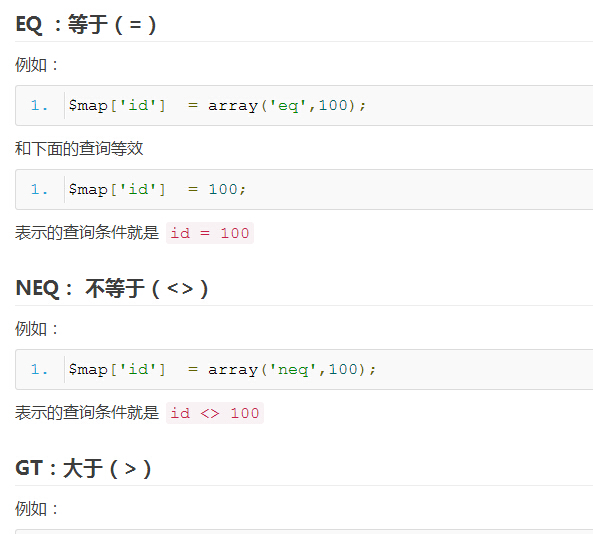 EQ ：等于（=）
例如：
1. $map['id']  = array('eq',100);
和下面的查询等效
1. $map['id']  = 100;
表示的查询条件就是 id = 100
NEQ： 不等于（<>）
例如：
1. $map['id']  = array('neq',100);
表示的查询条件就是 id <> 100
GT：大于（>）
例如：